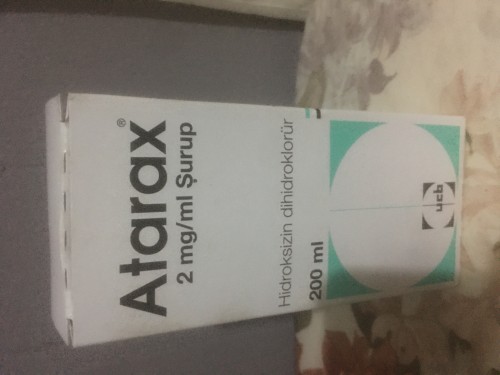 Atarax®
2 mg/ml Şurup
Hidroksizin dihidroklorür
200 ml
ucb